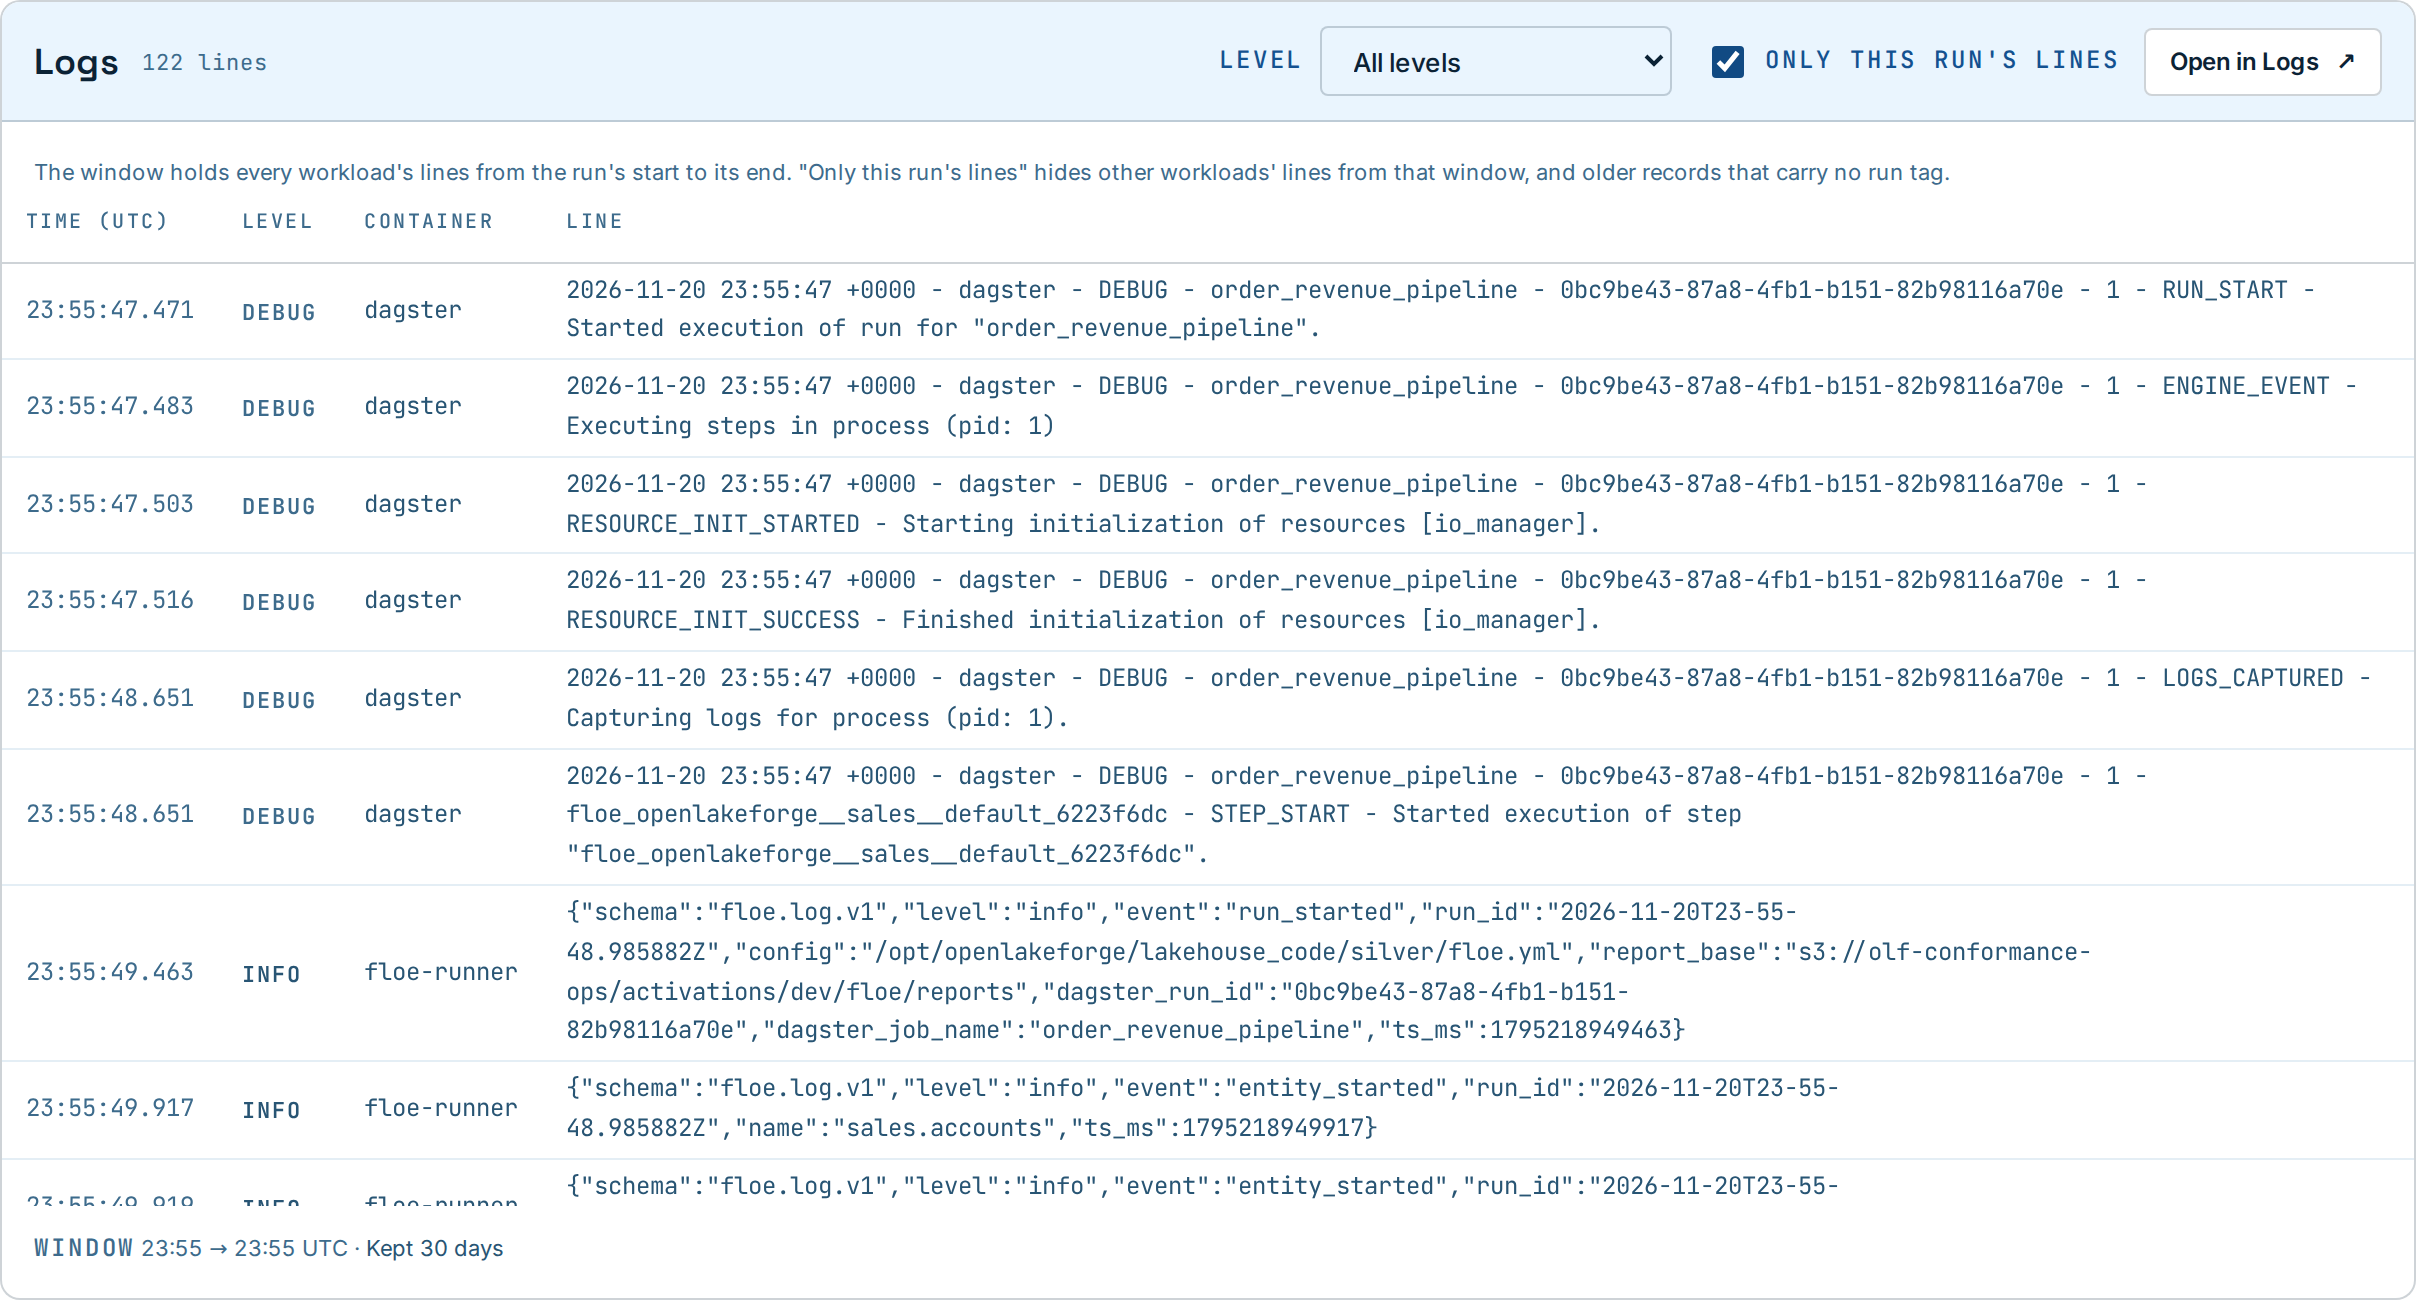 Logs 122 lines LEVEL All levels ONLY THIS RUN'S LINES Open in Logs ↗
The window holds every workload's lines from the run's start to its end. "Only this run's lines" hides other workloads' lines from that window, and older records that carry no run tag.
TIME (UTC) LEVEL CONTAINER LINE
23:55:47.471 DEBUG dagster 2026-11-20 23:55:47 +0000 - dagster - DEBUG - order_revenue_pipeline - 0bc9be43-87a8-4fb1-b151-82b98116a70e - 1 - RUN_START -
Started execution of run for "order_revenue_pipeline".
23:55:47.483 DEBUG dagster 2026-11-20 23:55:47 +0000 - dagster - DEBUG - order_revenue_pipeline - 0bc9be43-87a8-4fb1-b151-82b98116a70e - 1 - ENGINE_EVENT -
Executing steps in process (pid: 1)
23:55:47.503 DEBUG dagster 2026-11-20 23:55:47 +0000 - dagster - DEBUG - order_revenue_pipeline - 0bc9be43-87a8-4fb1-b151-82b98116a70e - 1 -
RESOURCE_INIT_STARTED - Starting initialization of resources [io_manager].
23:55:47.516 DEBUG dagster 2026-11-20 23:55:47 +0000 - dagster - DEBUG - order_revenue_pipeline - 0bc9be43-87a8-4fb1-b151-82b98116a70e - 1 -
RESOURCE_INIT_SUCCESS - Finished initialization of resources [io_manager].
23:55:48.651 DEBUG dagster 2026-11-20 23:55:47 +0000 - dagster - DEBUG - order_revenue_pipeline - 0bc9be43-87a8-4fb1-b151-82b98116a70e - 1 - LOGS_CAPTURED -
Capturing logs for process (pid: 1).
23:55:48.651 DEBUG dagster 2026-11-20 23:55:47 +0000 - dagster - DEBUG - order_revenue_pipeline - 0bc9be43-87a8-4fb1-b151-82b98116a70e - 1 -
floe_openlakeforge__sales__default_6223f6dc - STEP_START - Started execution of step
"floe_openlakeforge__sales__default_6223f6dc".
23:55:49.463 INFO floe-runner {"schema":"floe.log.v1","level":"info","event":"run_started","run_id":"2026-11-20T23-55-
48.985882Z","config":"/opt/openlakeforge/lakehouse_code/silver/floe.yml","report_base":"s3://olf-conformance-
ops/activations/dev/floe/reports","dagster_run_id":"0bc9be43-87a8-4fb1-b151-
82b98116a70e","dagster_job_name":"order_revenue_pipeline","ts_ms":1795218949463}
23:55:49.917 INFO floe-runner {"schema":"floe.log.v1","level":"info","event":"entity_started","run_id":"2026-11-20T23-55-
48.985882Z","name":"sales.accounts","ts_ms":1795218949917}
23:55:49.919 INFO floe-runner {"schema":"floe.log.v1","level":"info","event":"entity_started","run_id":"2026-11-20T23-55-
WINDOW 23:55 → 23:55 UTC · Kept 30 days